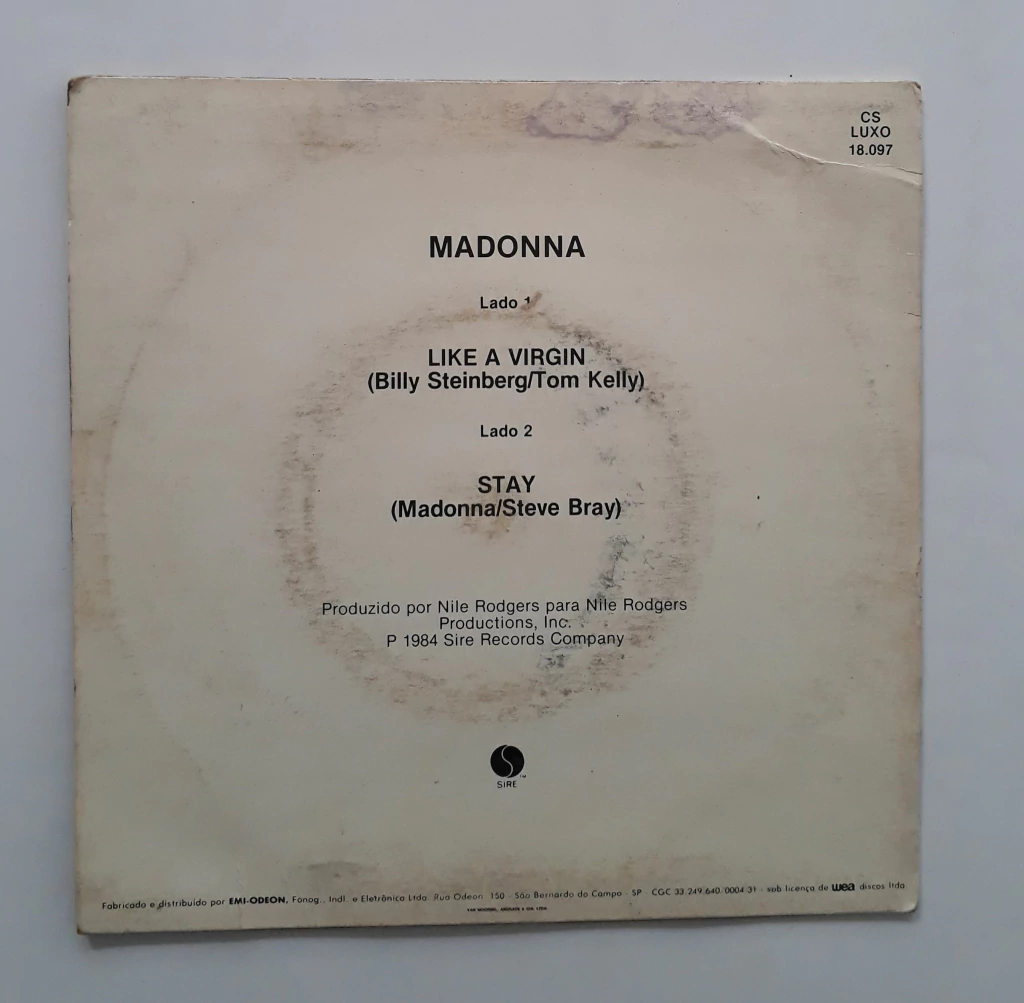 CS
LUXO
18.097
MADONNA
Lado 1
LIKE A VIRGIN
(Billy Steinberg/Tom Kelly)
Lado 2
STAY
(Madonna/Steve Bray)
Produzido por Nile Rodgers para Nile Rodgers
Productions, Inc.
P 1984 Sire Records Company
SIRE
TM
Fabricado e distribuído por EMI-ODEON, Fonog., Indl. e Eletrônica Ltda. Rua Odeon, 150 - São Bernardo do Campo - SP - CGC 33.249.640/0004-31 - sob licença de wea discos ltda.